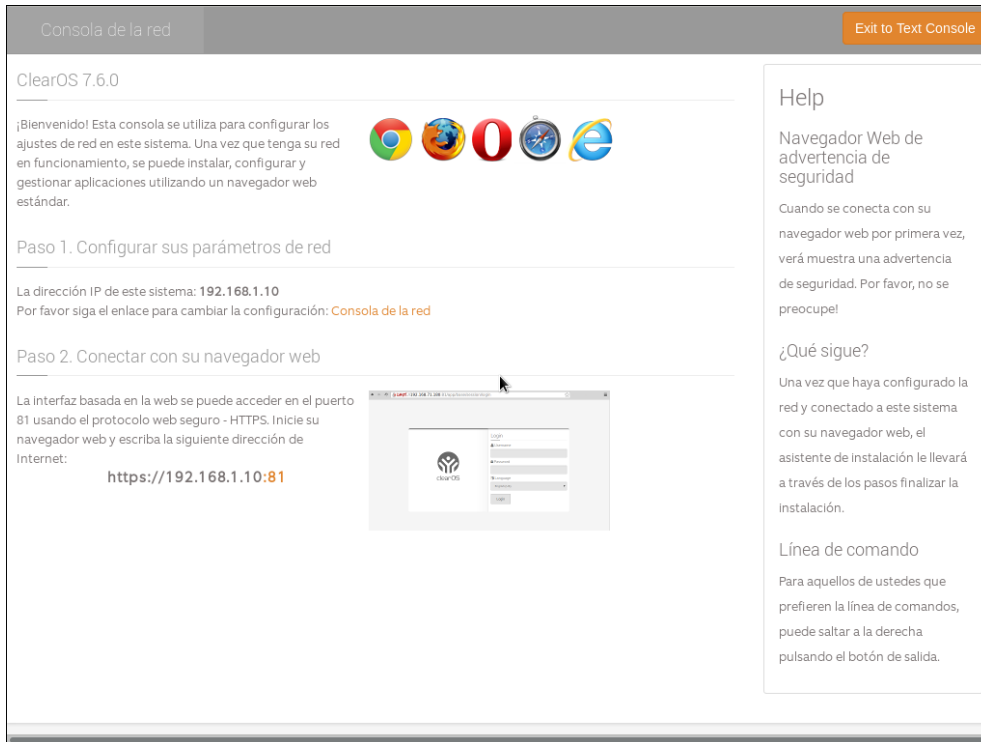 Consola de la red
Exit to Text Console
ClearOS 7.6.0
¡Bienvenido! Esta consola se utiliza para configurar los
ajustes de red en este sistema. Una vez que tenga su red
en funcionamiento, se puede instalar, configurar y
gestionar aplicaciones utilizando un navegador web
estándar.
Paso 1. Configurar sus parámetros de red
La dirección IP de este sistema: 192.168.1.10
Por favor siga el enlace para cambiar la configuración: Consola de la red
Paso 2. Conectar con su navegador web
La interfaz basada en la web se puede acceder en el puerto
81 usando el protocolo web seguro - HTTPS. Inicie su
navegador web y escriba la siguiente dirección de
Internet:
https://192.168.1.10:81
Login
Username
Password
clearOS
Language
Login
Help
Navegador Web de
advertencia de
seguridad
Cuando se conecta con su
navegador web por primera vez,
verá muestra una advertencia
de seguridad. Por favor, no se
preocupe!
¿Qué sigue?
Una vez que haya configurado la
red y conectado a este sistema
con su navegador web, el
asistente de instalación le llevará
a través de los pasos finalizar la
instalación.
Línea de comando
Para aquellos de ustedes que
prefieren la línea de comandos,
puede saltar a la derecha
pulsando el botón de salida.